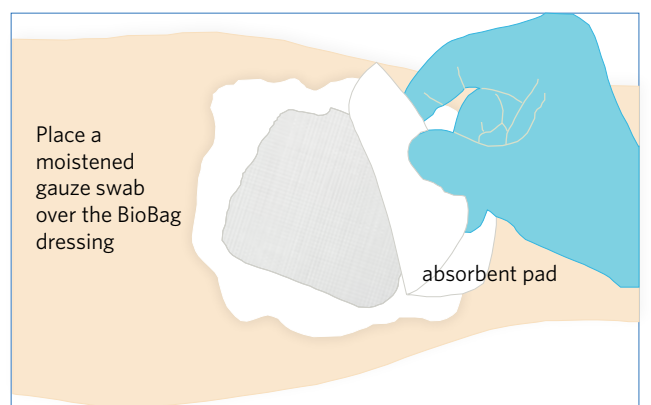 Place a
moistened
gauze swab
over the BioBag
dressing
absorbent pad